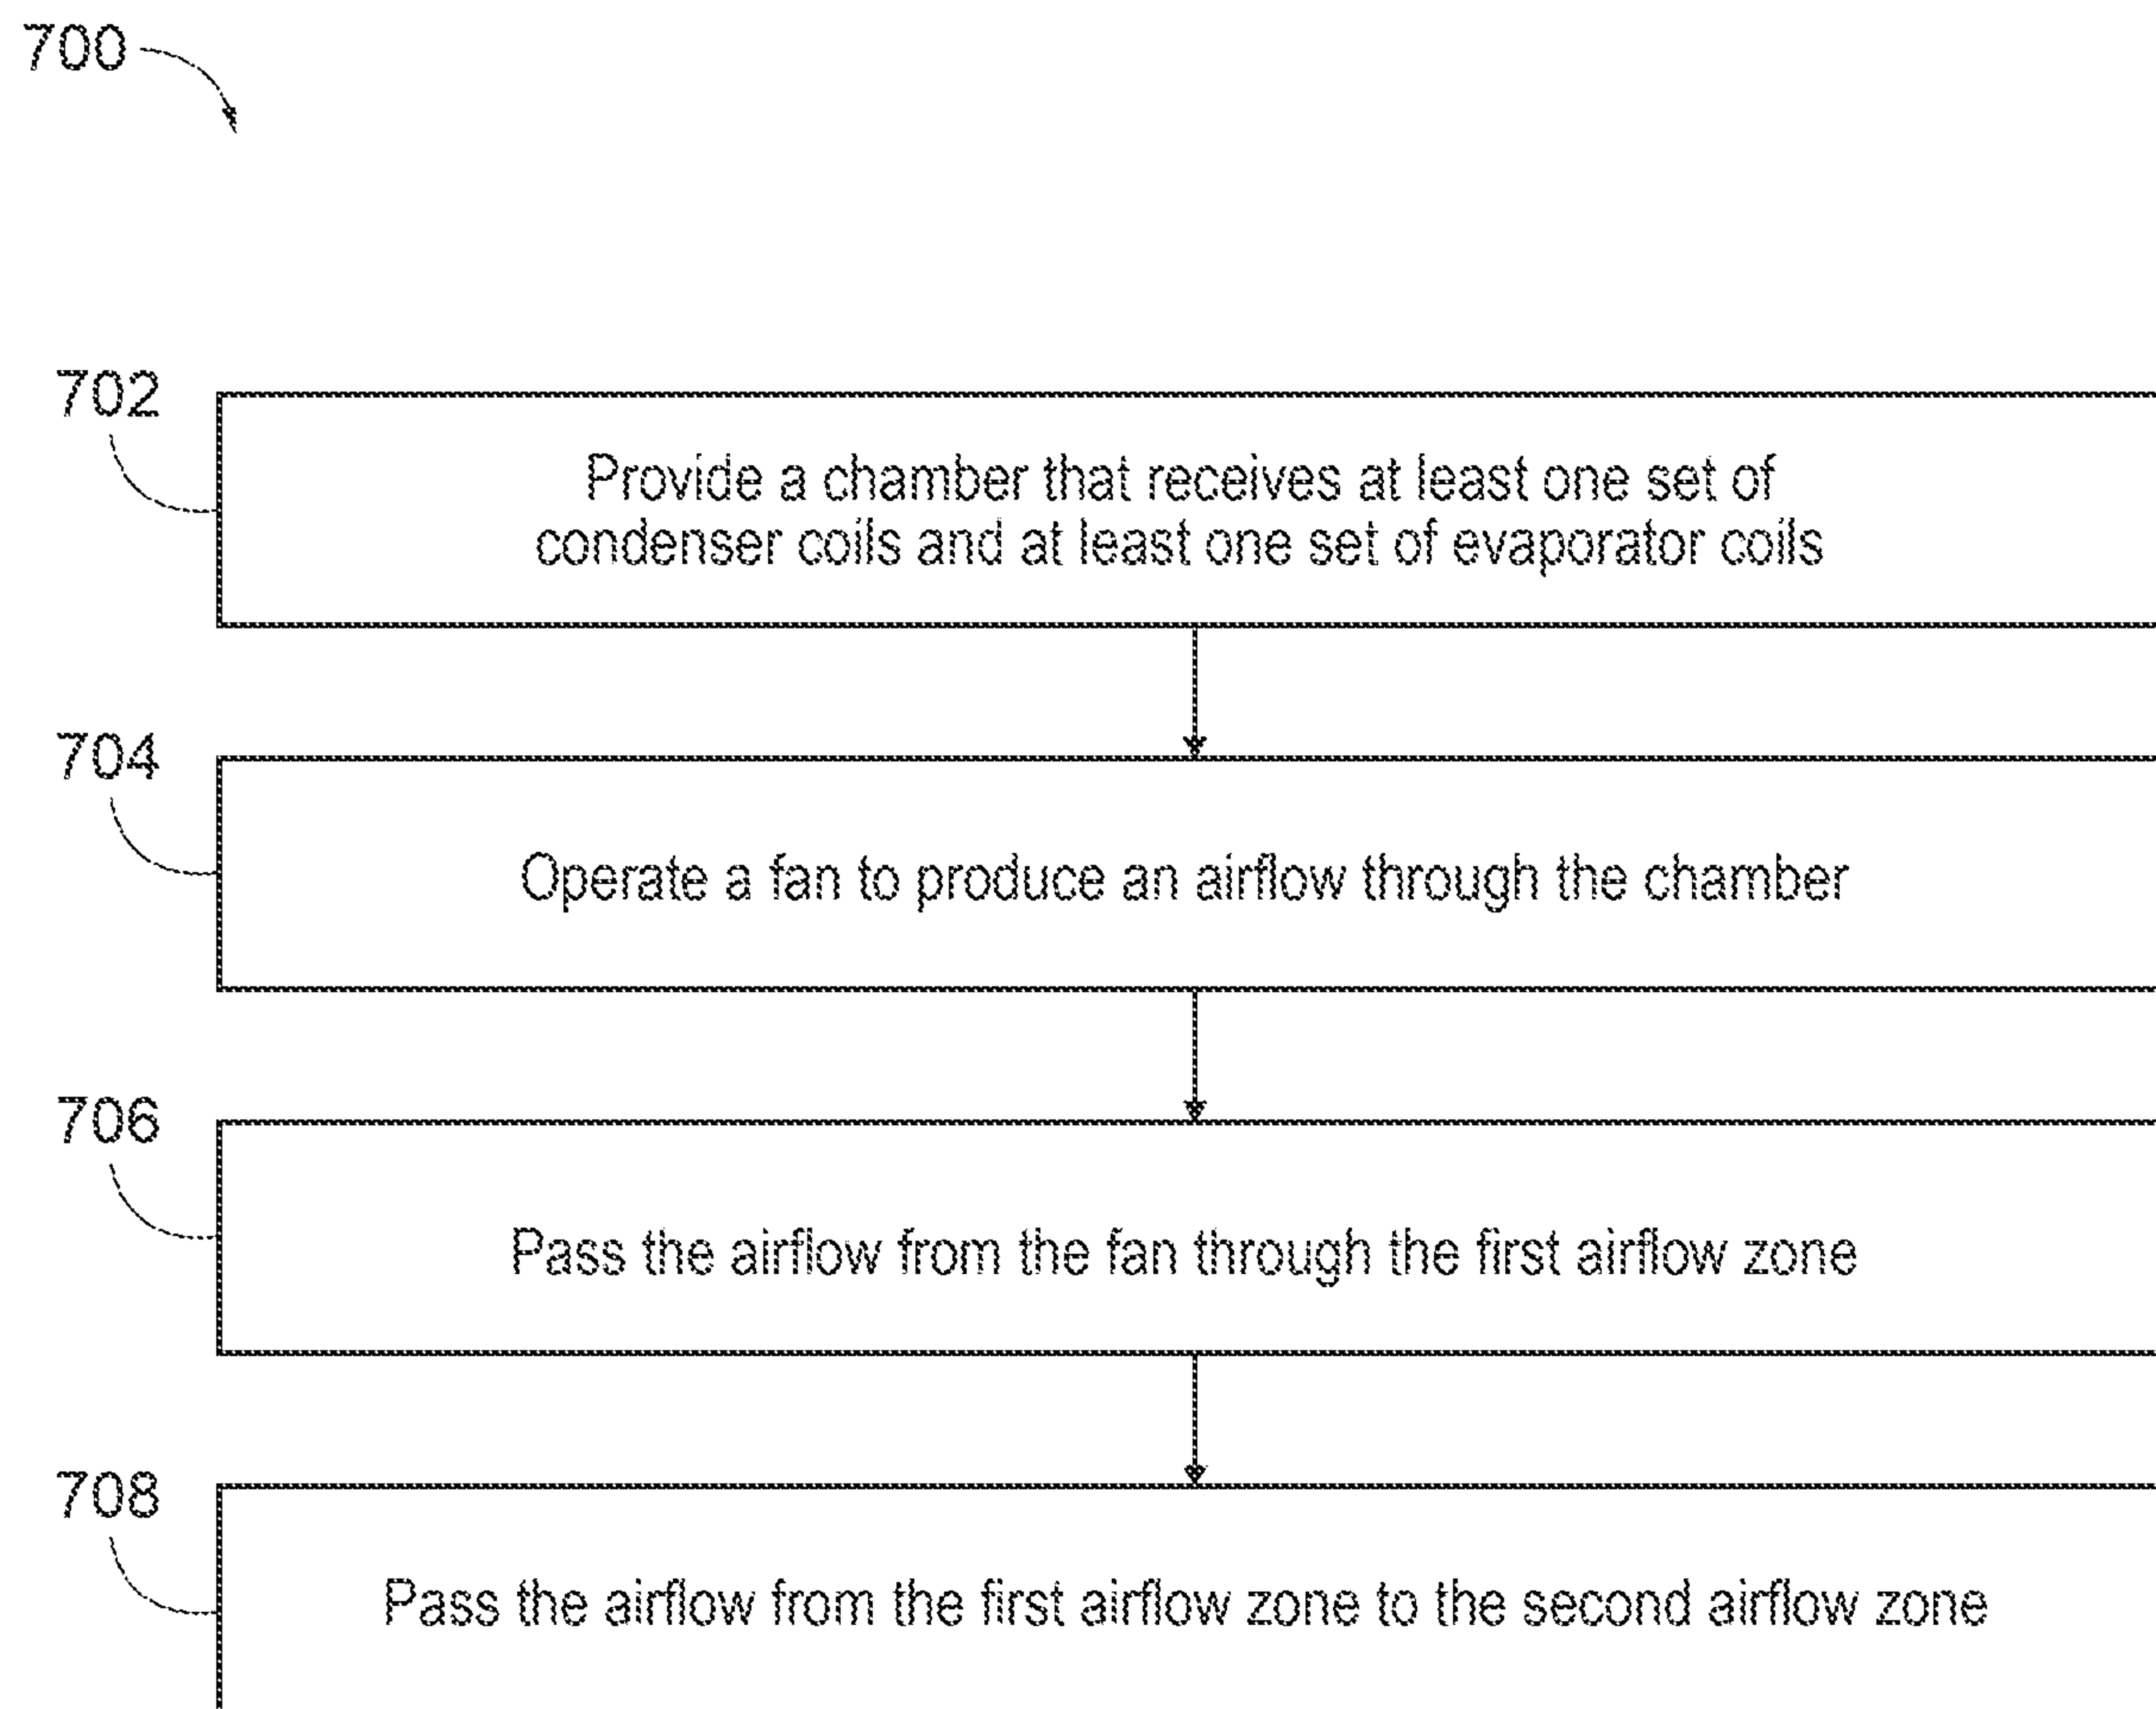 700
702
Provide a chamber that receives at least one set of
condenser coils and at least one set of evaporator coils
704
Operate a fan to produce an airflow through the chamber
706
Pass the airflow from the fan through the first airflow zone
708
Pass the airflow from the first airflow zone to the second airflow zone